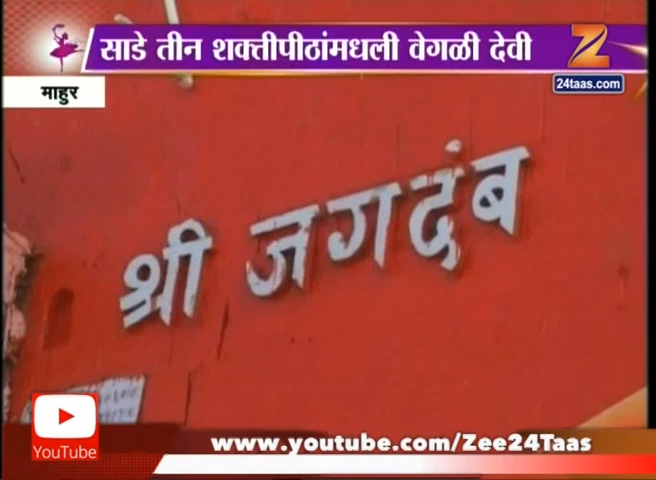 साडे तीन शक्तीपीठांमधली वेगळी देवी
24taas.com
माहुर
श्री जगदंब
YouTube
www.youtube.com/Zee24Taas